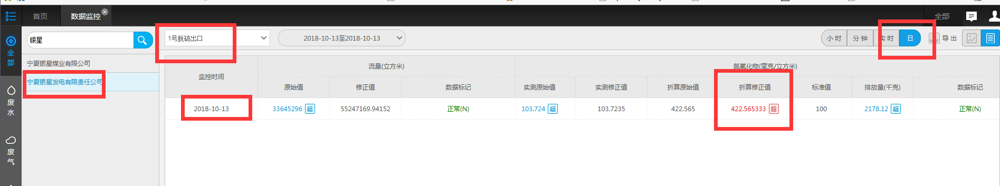 首页
数据监控
全部
银星
1号脱硫出口
2018-10-13至2018-10-13
小时
分钟
实时
日
导出
全部
废水
废气
宁夏银星煤业有限公司
宁夏银星发电有限责任公司
监控时间
流量(立方米)
氮氧化物(毫克/立方米)
原始值
修正值
数据标记
实测原始值
实测修正值
折算原始值
折算修正值
标准值
排放量(千克)
数据标记
2018-10-13
33645296 疑
55247169.94152
正常(N)
103.724 疑
103.7235
422.565
422.565333 超
100
2178.12 疑
正常(N)